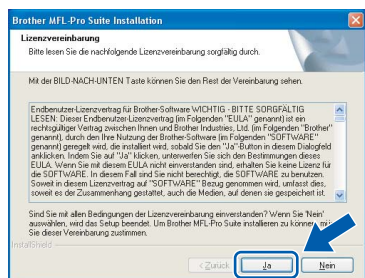 Brother MFL-Pro Suite Installation
Lizenzvereinbarung
Bitte lesen Sie die nachfolgende Lizenzvereinbarung sorgfältig durch.
Mit der BILD-NACH-UNTEN Taste können Sie den Rest der Vereinbarung sehen.
Endbenutzer-Lizenzvertrag für Brother-Software WICHTIG - BITTE SORGFÄLTIG
LESEN: Dieser Endbenutzer-Lizenzvertrag (im Folgenden "EULA" genannt) ist ein
rechtsgültiger Vertrag zwischen Ihnen und Brother Industries, Ltd. (im Folgenden "Brother"
genannt), durch den Ihre Nutzung der Brother-Software (im Folgenden "SOFTWARE"
genannt) geregelt wird, die installiert wird, sobald Sie den "Ja"-Button in diesem Dialogfeld
anklicken. Indem Sie auf "Ja" klicken, unterwerfen Sie sich den Bestimmungen dieses
EULA. Wenn Sie mit diesem EULA nicht einverstanden sind, erhalten Sie keine Lizenz für
die SOFTWARE. In diesem Fall sind Sie nicht berechtigt, die SOFTWARE zu benutzen.
Soweit in diesem Lizenzvertrag auf "SOFTWARE" Bezug genommen wird, umfasst dies,
soweit es der Zusammenhang gestattet, auch die Medien, auf denen sie gespeichert ist.
Sind Sie mit allen Bedingungen der Lizenzvereinbarung einverstanden? Wenn Sie 'Nein'
auswählen, wird das Setup beendet. Um Brother MFL-Pro Suite installieren zu können,
Sie dieser Vereinbarung zustimmen.
InstallShield
< Zurück
Ja
Nein